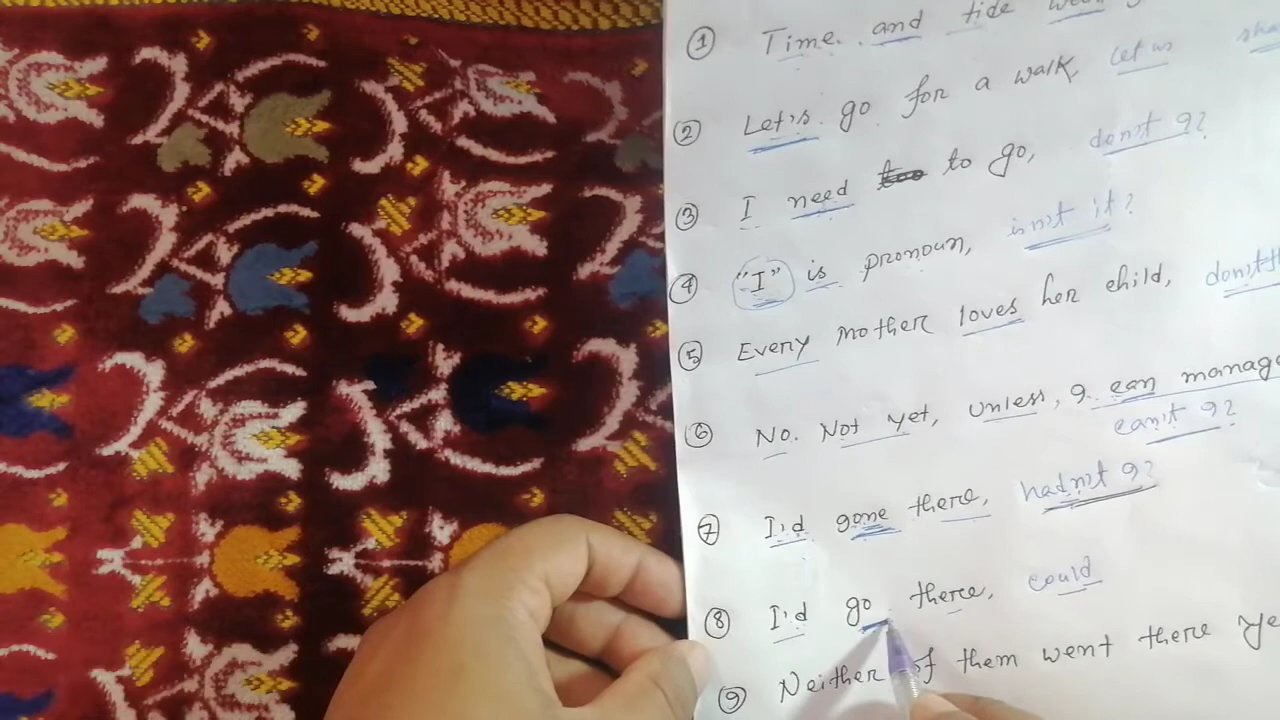 ① Time. and tide
② Let's go for a walk, Let us
③ I need to go, don't I?
④ "I" is pronoun, isn't it?
⑤ Every mother loves her child, don't
⑥ No. Not yet, Unless, I can manage
can't I?
⑦ I'd gone there, hadn't I?
⑧ I'd go there, could
⑨ Neither of them went there